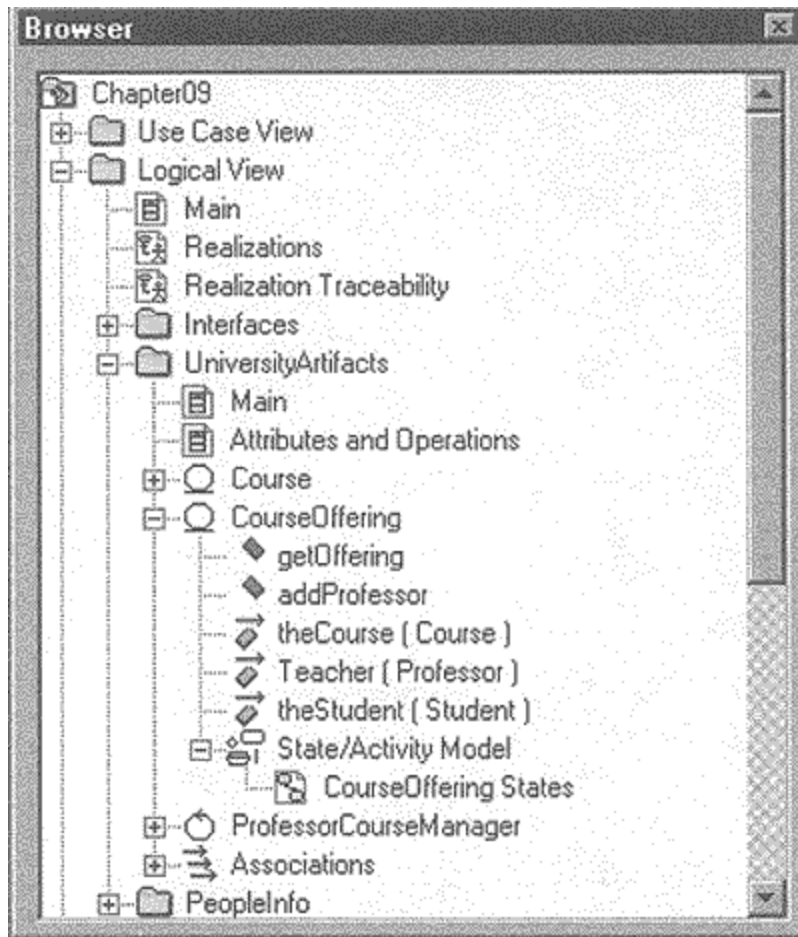 Browser
Chapter09
Use Case View
Logical View
Main
Realizations
Realization Traceability
Interfaces
UniversityArtifacts
Main
Attributes and Operations
Course
CourseOffering
getOffering
addProfessor
theCourse ( Course )
Teacher ( Professor )
theStudent ( Student )
State/Activity Model
CourseOffering States
ProfessorCourseManager
Associations
PeopleInfo